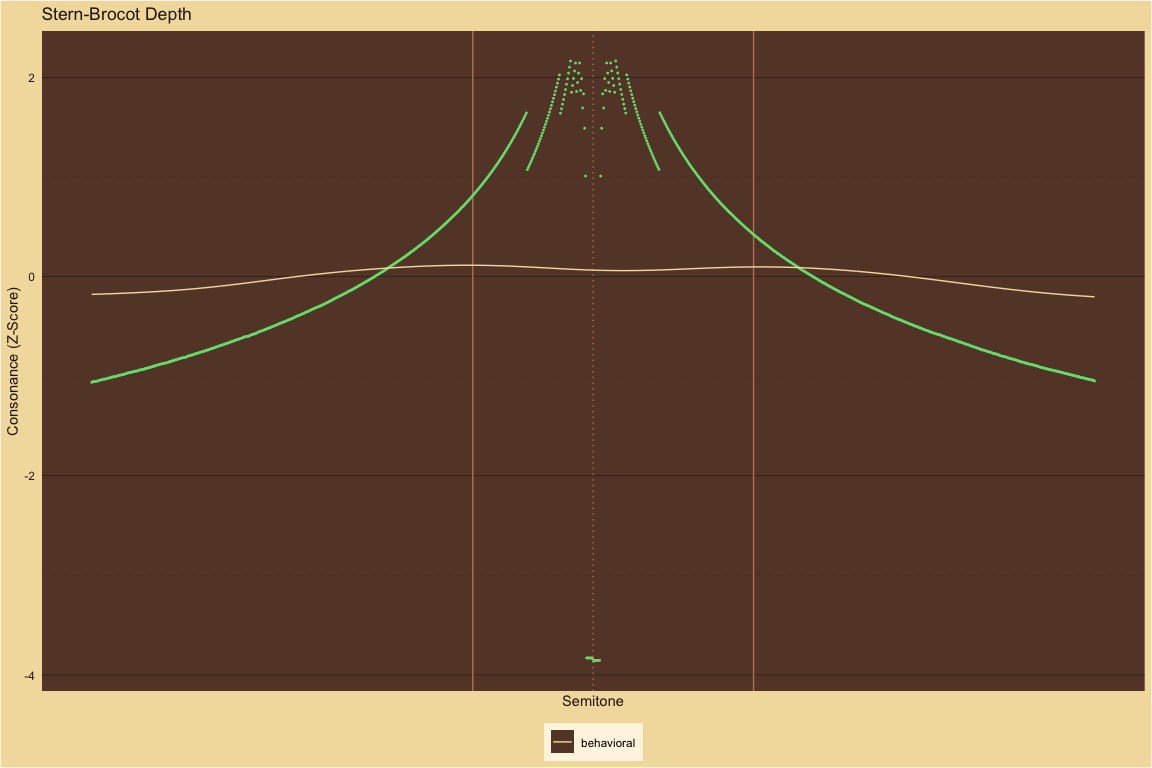 Stern-Brocot Depth
Consonance (Z-Score)
2
0
-2
-4
Semitone
behavioral